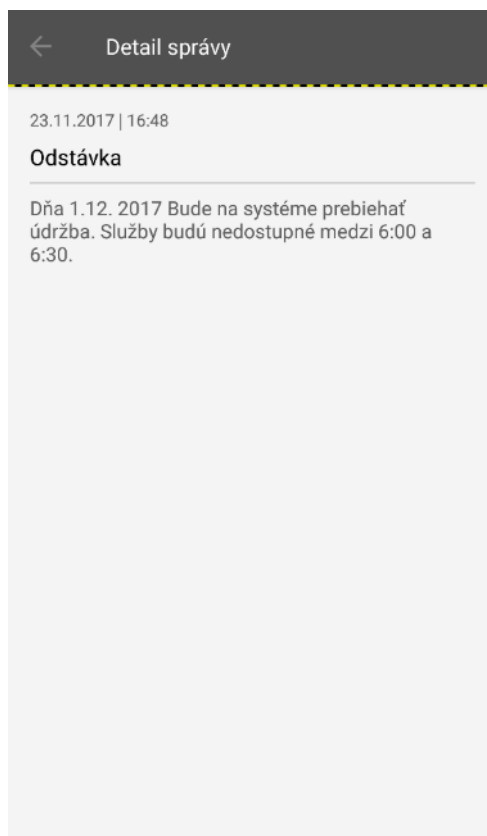 Detail správy
23.11.2017 | 16:48
Odstávka
Dňa 1.12. 2017 Bude na systéme prebiehať
údržba. Služby budú nedostupné medzi 6:00 a
6:30.